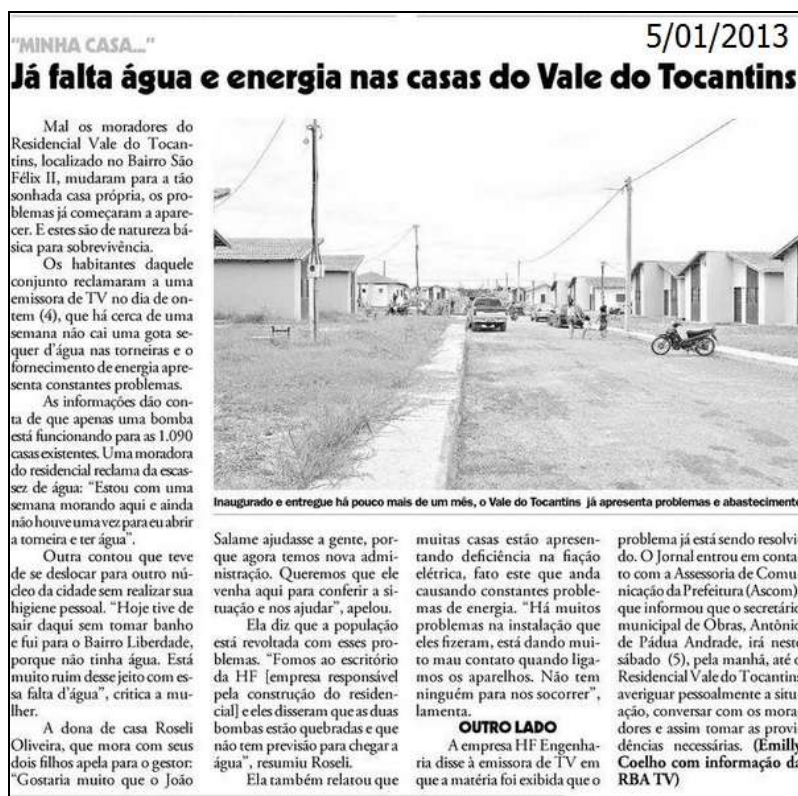 "MINHA CASA..."
5/01/2013
Já falta água e energia nas casas do Vale do Tocantins
Mal os moradores do
Residencial Vale do Tocan-
tins, localizado no Bairro São
Félix II, mudaram para a tão
sonhada casa própria, os pro-
blemas já começaram a apare-
cer. E estes são de natureza bá-
sica para sobrevivência.
Os habitantes daquele
conjunto reclamaram a uma
emissora de TV no dia de on-
tem (4), que há cerca de uma
semana não cai uma gota se-
quer d'água nas torneiras e o
fornecimento de energia apre-
senta constantes problemas.
As informações dão con-
ta de que apenas uma bomba
está funcionando para as 1.090
casas existentes. Uma moradora
do residencial reclama da escas-
sez de água: "Estou com uma
semana morando aqui e ainda
não houve uma vez para eu abrir
a torneira e ter água".
Outra contou que teve
de se deslocar para outro nú-
cleo da cidade sem realizar sua
higiene pessoal. "Hoje tive de
sair daqui sem tomar banho
e fui para o Bairro Liberdade,
porque não tinha água. Está
muito ruim desse jeito com es-
sa falta d'água", critica a mu-
lher.
A dona de casa Roseli
Oliveira, que mora com seus
dois filhos apela para o gestor:
"Gostaria muito que o João
Inaugurado e entregue há pouco mais de um mês, o Vale do Tocantins já apresenta problemas e abastecimento
Salame ajudasse a gente, por-
que agora temos nova admi-
nistração. Queremos que ele
venha aqui para conferir a si-
tuação e nos ajudar", apelou.
Ela diz que a população
está revoltada com esses pro-
blemas. "Fomos ao escritório
da HF [empresa responsável
pela construção do residen-
cial] e eles disseram que as duas
bombas estão quebradas e que
não tem previsão para chegar a
água", resumiu Roseli.
Ela também relatou que
muitas casas estão apresen-
tando deficiência na fiação
elétrica, fato este que anda
causando constantes proble-
mas de energia. "Há muitos
problemas na instalação que
eles fizeram, está dando mui-
to mau contato quando liga-
mos os aparelhos. Não tem
ninguém para nos socorrer",
lamenta.
OUTRO LADO
A empresa HF Engenha-
ria disse à emissora de TV em
que a matéria foi exibida que o
problema já está sendo resolvi-
do. O Jornal entrou em conta-
to com a Assessoria de Comu-
nicação da Prefeitura (Ascom)
que informou que o secretário
municipal de Obras, Antônio
de Pádua Andrade, irá neste
sábado (5), pela manhã, até o
Residencial Vale do Tocantins
averiguar pessoalmente a situ-
ação, conversar com os mora-
dores e assim tomar as provi-
dências necessárias. (Emilly
Coelho com informação da
RBA TV)